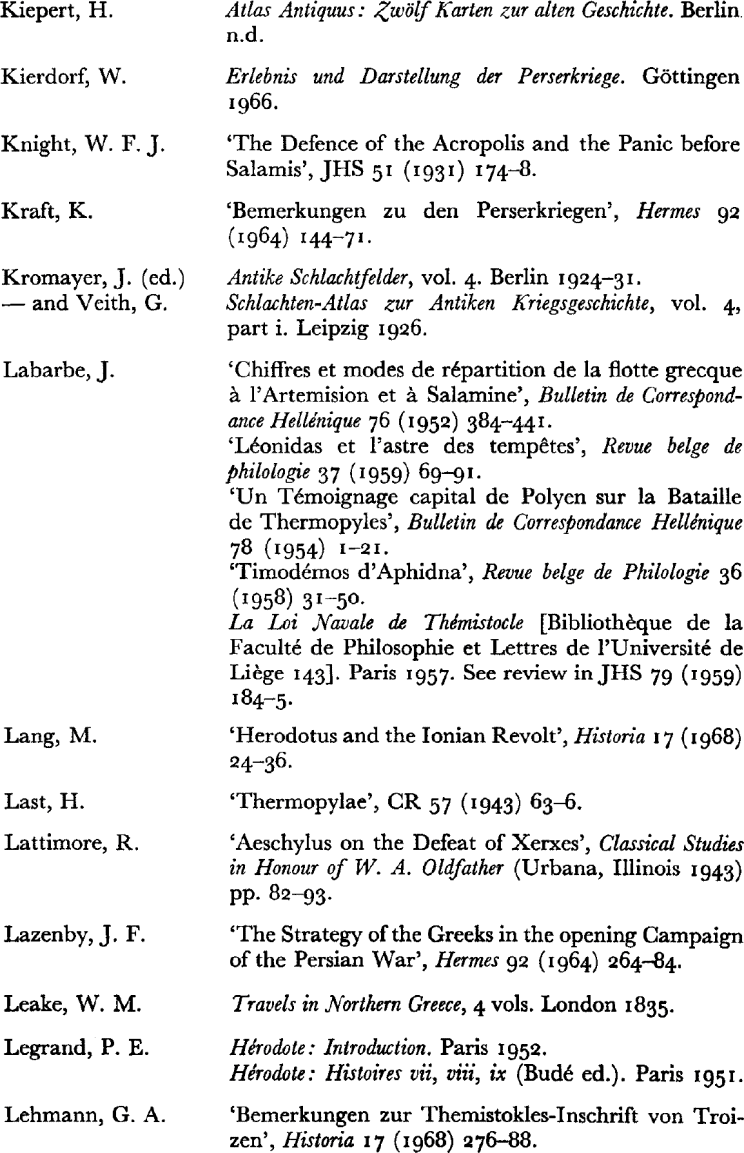 Kiepert, H. Atlas Antiquus: Zwölf Karten zur alten Geschichte. Berlin
n.d.
Kierdorf, W. Erlebnis und Darstellung der Perserkriege. Göttingen
1966.
Knight, W. F. J. ‘The Defence of the Acropolis and the Panic before
Salamis’, JHS 51 (1931) 174–8.
Kraft, K. ‘Bemerkungen zu den Perserkriegen’, Hermes 92
(1964) 144–71.
Kromayer, J. (ed.) Antike Schlachtfelder, vol. 4. Berlin 1924–31.
— and Veith, G. Schlachten-Atlas zur Antiken Kriegsgeschichte, vol. 4,
part i. Leipzig 1926.
Labarbe, J. ‘Chiffres et modes de répartition de la flotte grecque
à l’Artemision et à Salamine’, Bulletin de Correspond-
ance Hellénique 76 (1952) 384–441.
‘Léonidas et l’astre des tempêtes’, Revue belge de
philologie 37 (1959) 69–91.
‘Un Témoignage capital de Polyen sur la Bataille
de Thermopyles’, Bulletin de Correspondance Hellénique
78 (1954) 1–21.
‘Timodémos d’Aphidna’, Revue belge de Philologie 36
(1958) 31–50.
La Loi Navale de Thémistocle [Bibliothèque de la
Faculté de Philosophie et Lettres de l’Université de
Liège 143]. Paris 1957. See review in JHS 79 (1959)
184–5.
Lang, M. ‘Herodotus and the Ionian Revolt’, Historia 17 (1968)
24–36.
Last, H. ‘Thermopylae’, CR 57 (1943) 63–6.
Lattimore, R. ‘Aeschylus on the Defeat of Xerxes’, Classical Studies
in Honour of W. A. Oldfather (Urbana, Illinois 1943)
pp. 82–93.
Lazenby, J. F. ‘The Strategy of the Greeks in the opening Campaign
of the Persian War’, Hermes 92 (1964) 264–84.
Leake, W. M. Travels in Northern Greece, 4 vols. London 1835.
Legrand, P. E. Hérodote: Introduction. Paris 1952.
Hérodote: Histoires vii, viii, ix (Budé ed.). Paris 1951.
Lehmann, G. A. ‘Bemerkungen zur Themistokles-Inschrift von Troi-
zen’, Historia 17 (1968) 276–88.